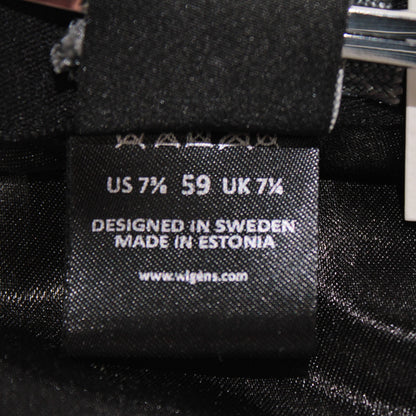 US 7⅜ 59 UK 7¼
DESIGNED IN SWEDEN
MADE IN ESTONIA
www.wigens.com